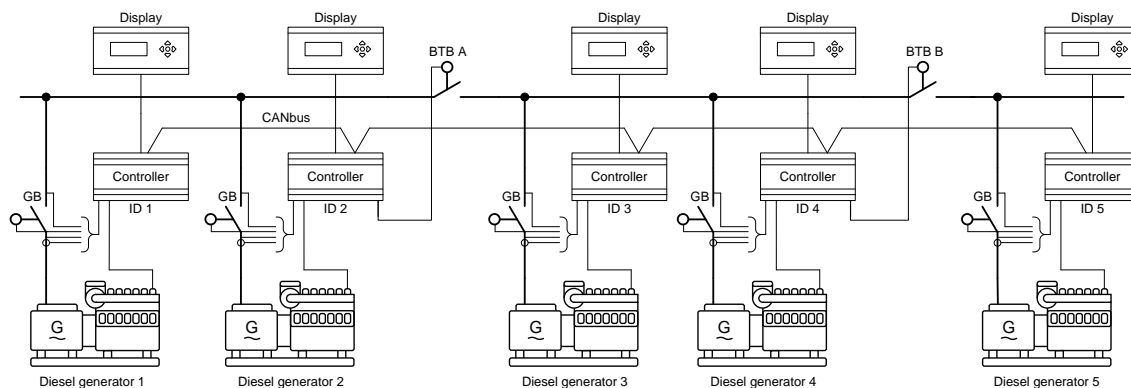 Display Display Display Display Display
BTB A BTB B
CANbus
Controller Controller Controller Controller Controller
GB GB GB GB GB
ID 1 ID 2 ID 3 ID 4 ID 5
G G G G G
Diesel generator 1 Diesel generator 2 Diesel generator 3 Diesel generator 4 Diesel generator 5